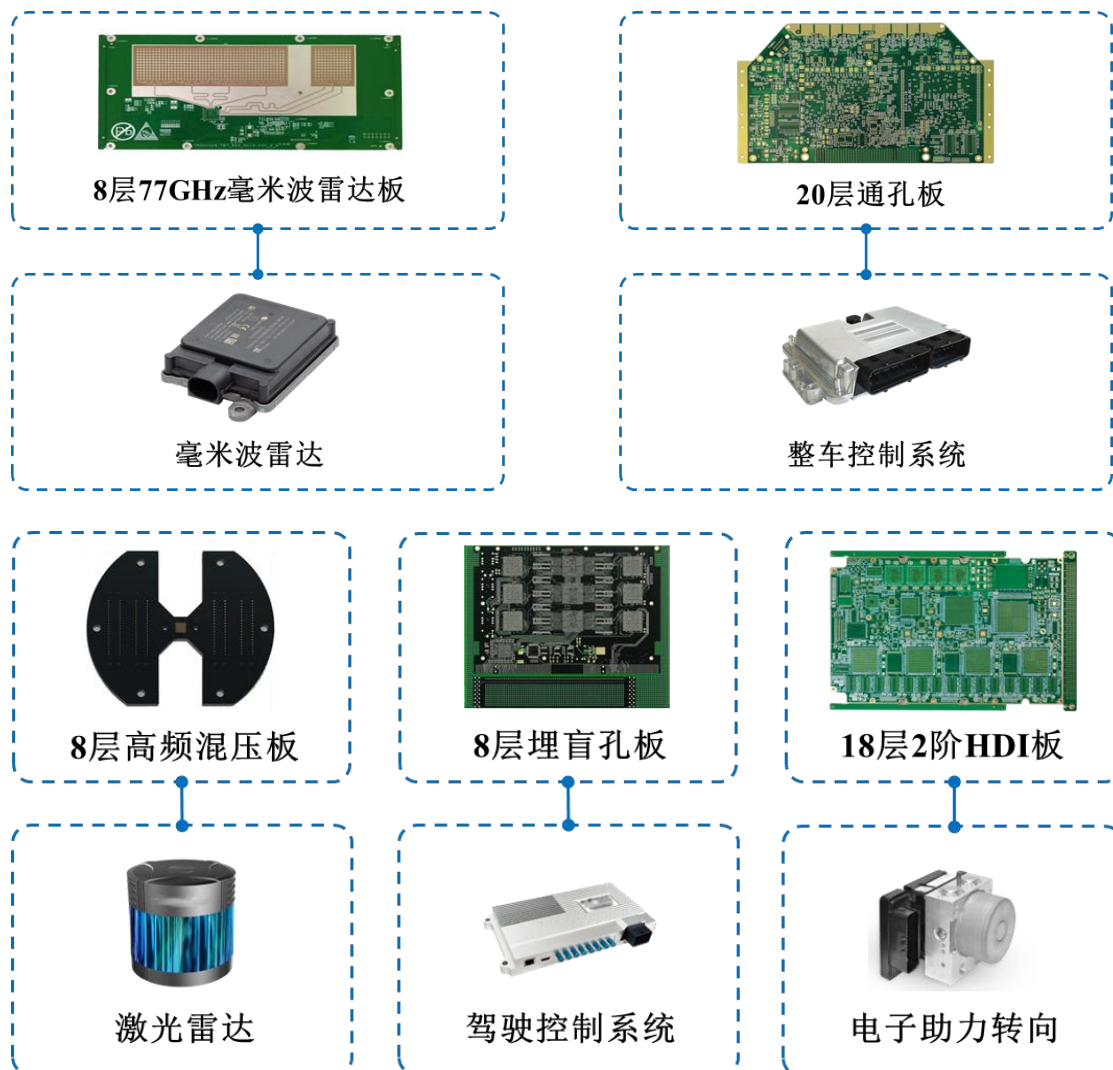 8层77GHz毫米波雷达板
20层通孔板
毫米波雷达
整车控制系统
8层高频混压板
8层埋盲孔板
18层2阶HDI板
激光雷达
驾驶控制系统
电子助力转向